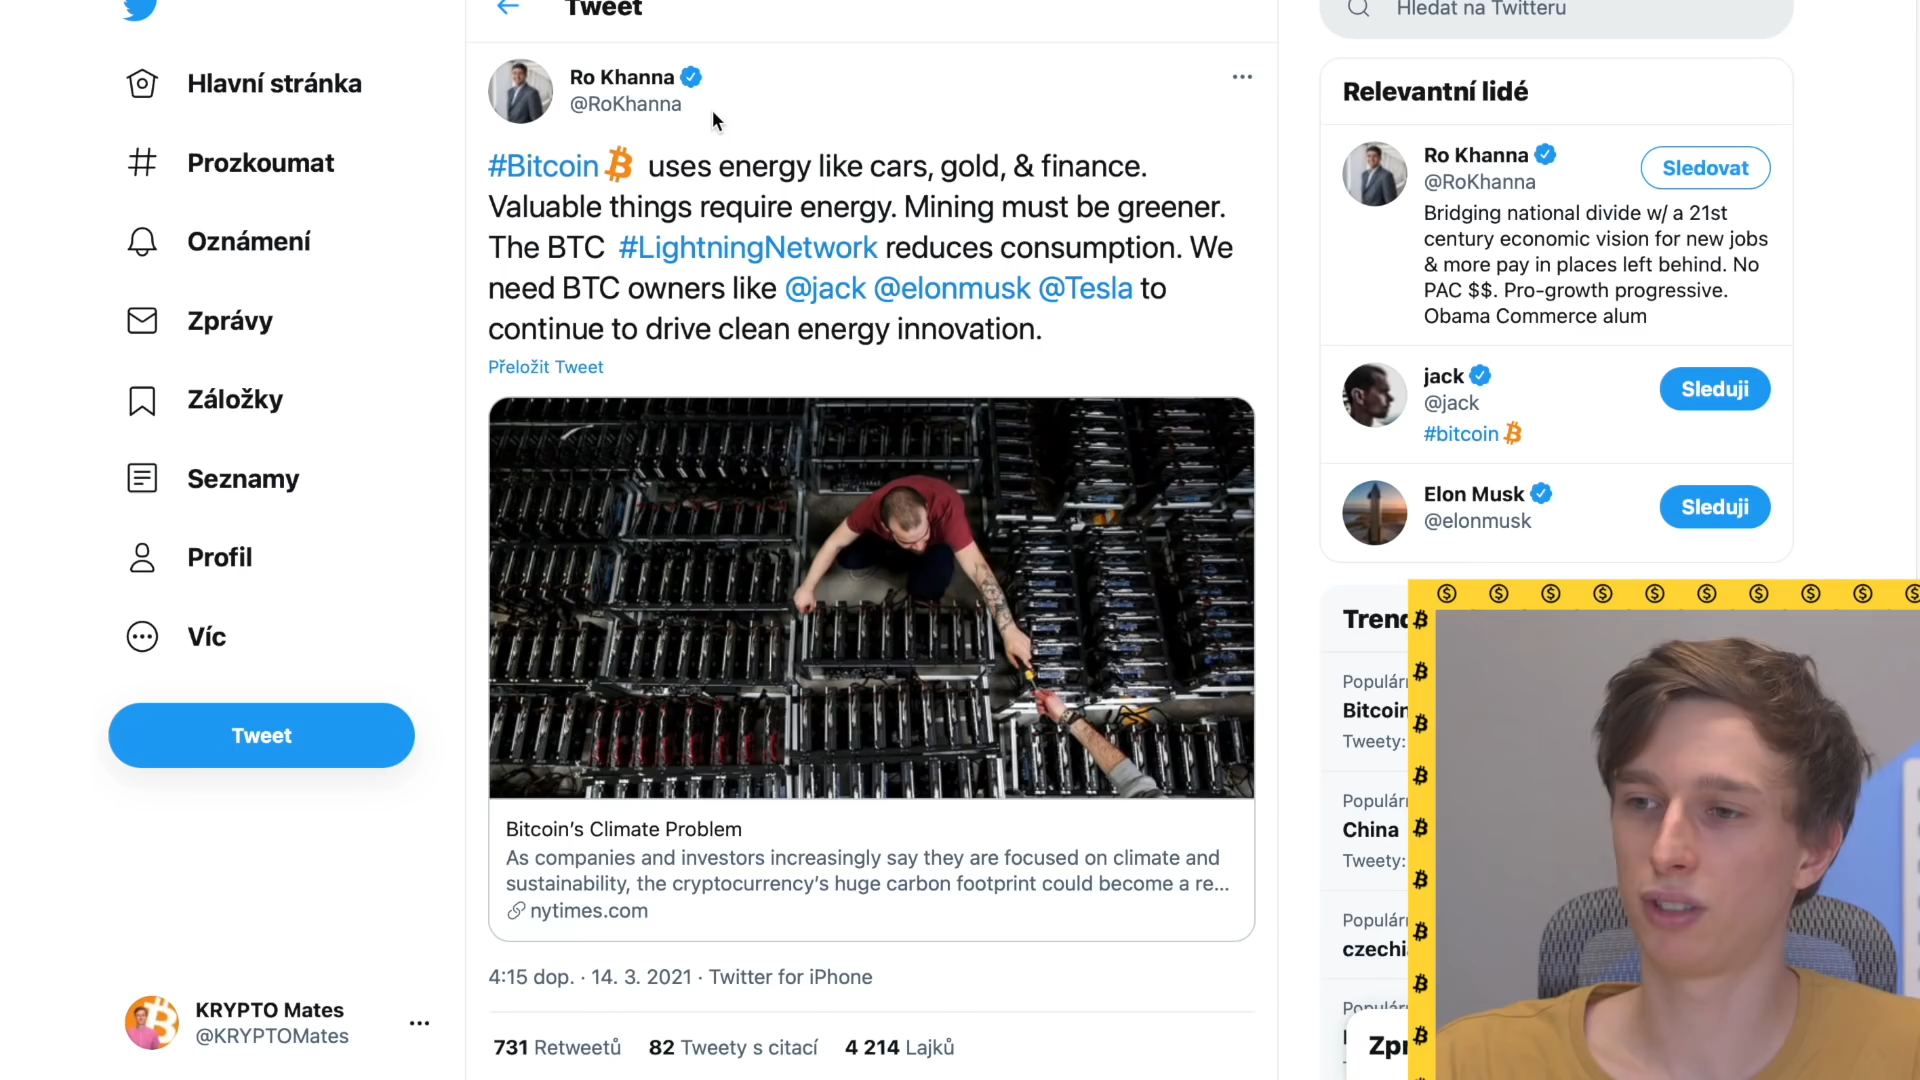 Tweet
Hledat na Twitteru
Hlavní stránka
Prozkoumat
Oznámení
Zprávy
Záložky
Seznamy
Profil
Víc
Tweet
KRYPTO Mates
@KRYPTOMates
Ro Khanna
@RoKhanna
#Bitcoin uses energy like cars, gold, & finance.
Valuable things require energy. Mining must be greener.
The BTC #LightningNetwork reduces consumption. We
need BTC owners like @jack @elonmusk @Tesla to
continue to drive clean energy innovation.
Přeložit Tweet
Bitcoin's Climate Problem
As companies and investors increasingly say they are focused on climate and
sustainability, the cryptocurrency's huge carbon footprint could become a re...
nytimes.com
4:15 dop. · 14. 3. 2021 · Twitter for iPhone
731 Retweetů 82 Tweety s citací 4 214 Lajků
Relevantní lidé
Ro Khanna
@RoKhanna
Sledovat
Bridging national divide w/ a 21st
century economic vision for new jobs
& more pay in places left behind. No
PAC $$. Pro-growth progressive.
Obama Commerce alum
jack
@jack
Sleduji
#bitcoin
Elon Musk
@elonmusk
Sleduji
Trend
Populár
Bitcoin
Tweety:
Populár
China
Tweety:
Populár
czechi